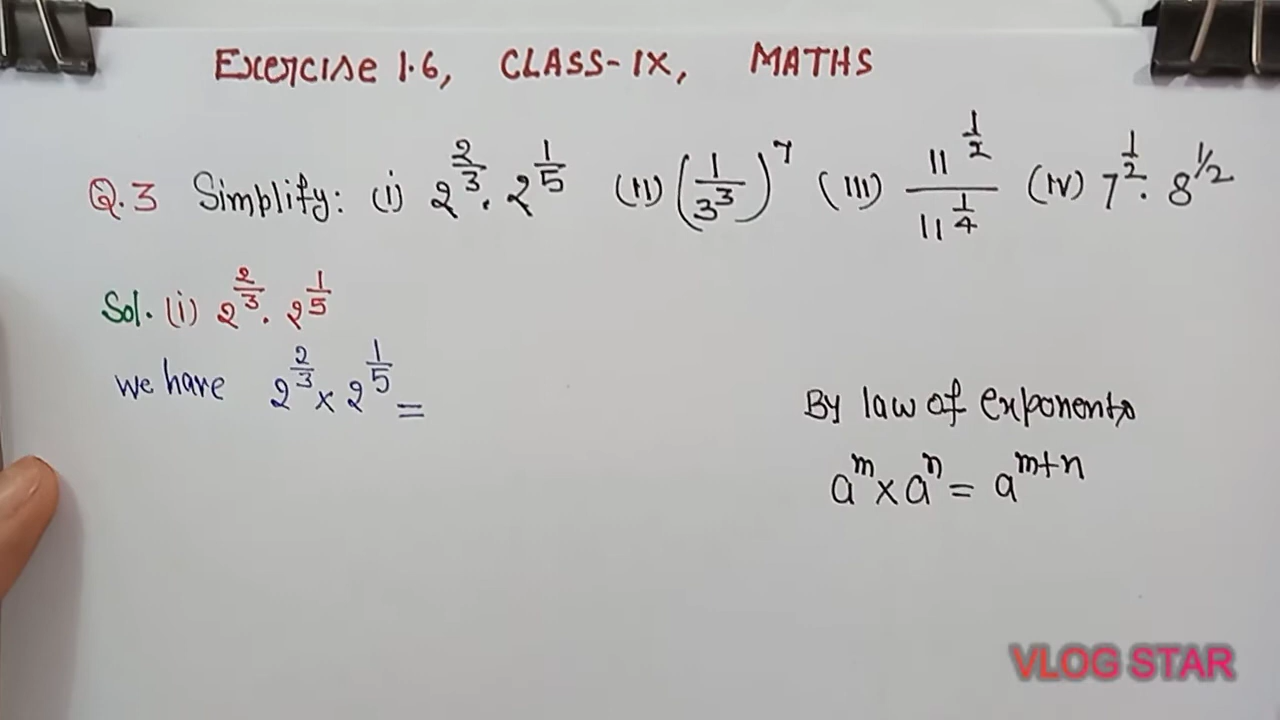 Exercise 1.6, CLASS-IX, MATHS
Q.3 Simplify: (i) 2^(2/3) . 2^(1/5) (II) (1/3^3)^7 (III) 11^(1/2) / 11^(1/4) (IV) 7^(1/2) . 8^(1/2)
Sol. (i) 2^(2/3) . 2^(1/5)
we have 2^(2/3) × 2^(1/5) =
By law of exponents
a^m × a^n = a^(m+n)
VLOG STAR